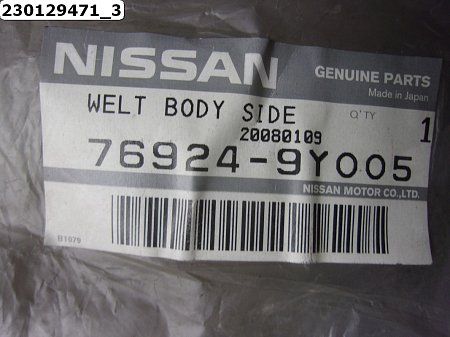 230129471_3
NISSAN
GENUINE PARTS
Made in Japan
WELT BODY SIDE
Q'TY 1
20080109
76924-9Y005
NISSAN MOTOR CO.,LTD.
B1079